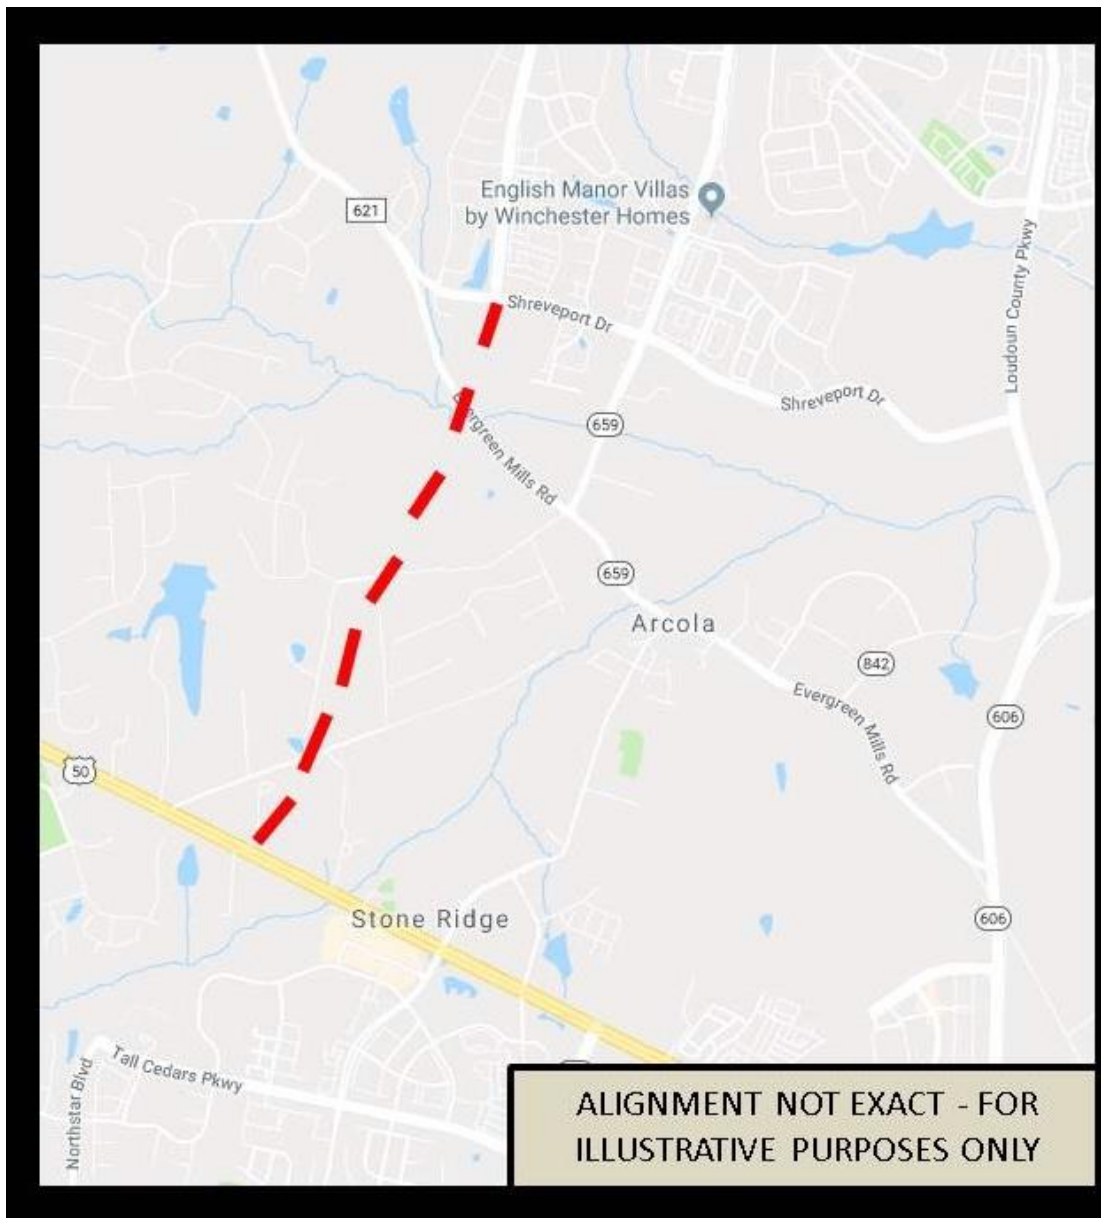 English Manor Villas
by Winchester Homes
621
Loudoun County Pkwy
Shreveport Dr
Shreveport Dr
659
Evergreen Mills Rd
659
Arcola
842
Evergreen Mills Rd
606
50
606
Stone Ridge
Tall Cedars Pkwy
Northstar Blvd
ALIGNMENT NOT EXACT - FOR
ILLUSTRATIVE PURPOSES ONLY